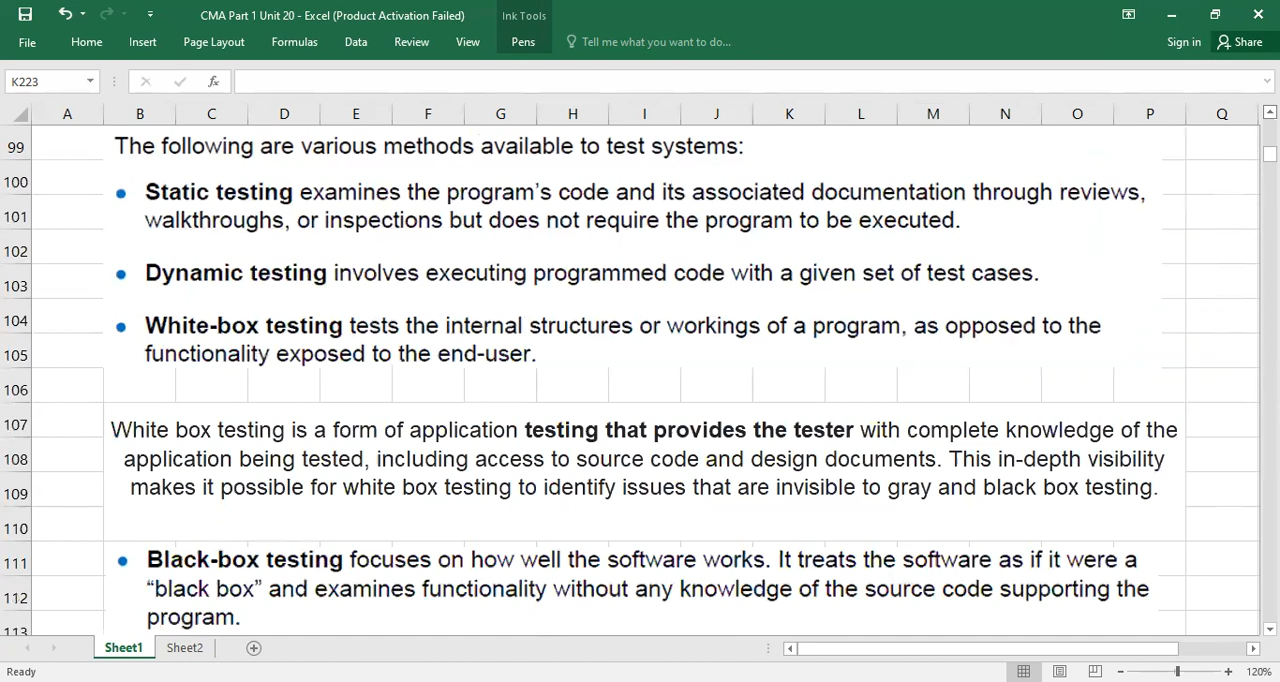 CMA Part 1 Unit 20 - Excel (Product Activation Failed)
Ink Tools
File Home Insert Page Layout Formulas Data Review View Pens Tell me what you want to do... Sign in Share
K223 fx
A B C D E F G H I J K L M N O P Q
99 The following are various methods available to test systems:
100 • Static testing examines the program's code and its associated documentation through reviews,
101 walkthroughs, or inspections but does not require the program to be executed.
102
103 • Dynamic testing involves executing programmed code with a given set of test cases.
104 • White-box testing tests the internal structures or workings of a program, as opposed to the
105 functionality exposed to the end-user.
106
107 White box testing is a form of application testing that provides the tester with complete knowledge of the
108 application being tested, including access to source code and design documents. This in-depth visibility
109 makes it possible for white box testing to identify issues that are invisible to gray and black box testing.
110
111 • Black-box testing focuses on how well the software works. It treats the software as if it were a
112 “black box” and examines functionality without any knowledge of the source code supporting the
113 program.
Sheet1 Sheet2
Ready 120%